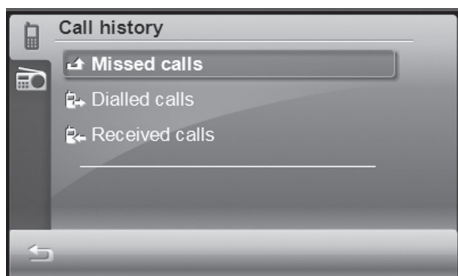 Call history
Missed calls
Dialled calls
Received calls